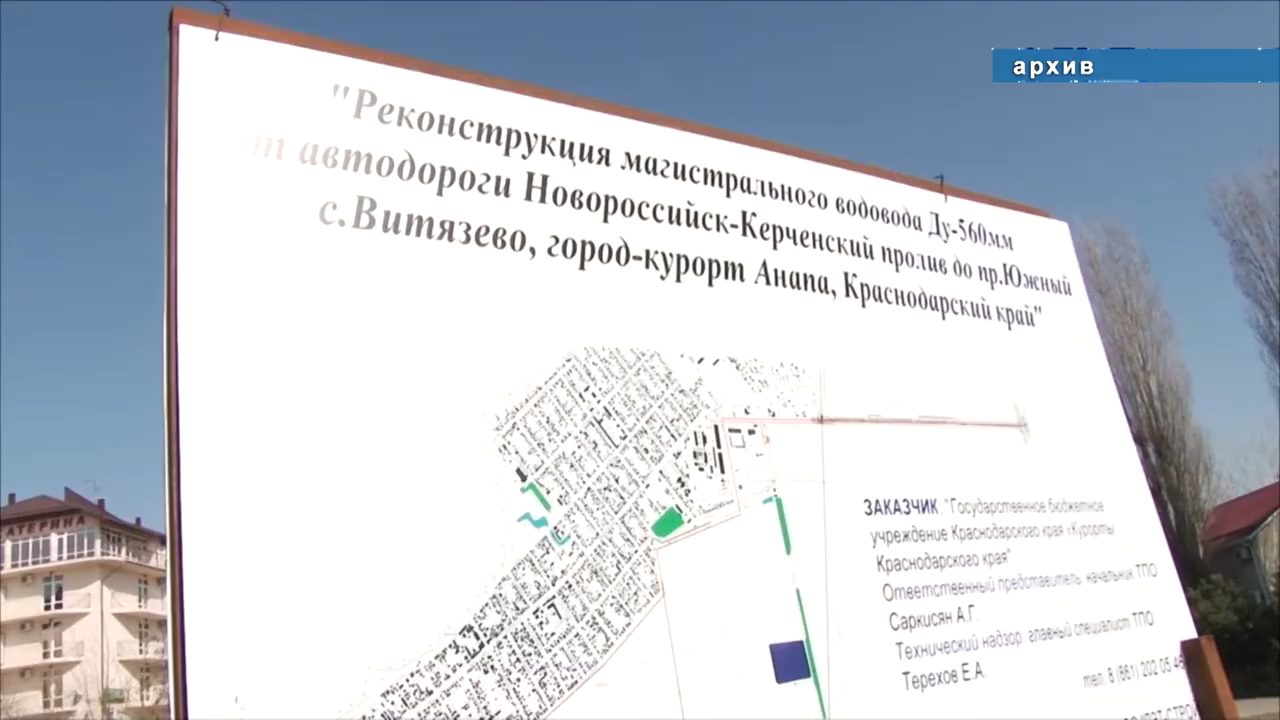 архив
"Реконструкция магистрального водовода Ду-560мм
от автодороги Новороссийск-Керченский пролив до пр.Южный
с.Витязево, город-курорт Анапа, Краснодарский край"
ЗАКАЗЧИК "Государственное бюджетное
учреждение Краснодарского края «Курорты
Краснодарского края"
Ответственный представитель начальник ТПО
Саркисян А.Г.
Технический надзор главный специалист ТПО
Терехов Е.А.
тел. 8 (861) 202 05 46
АТЕРИНА